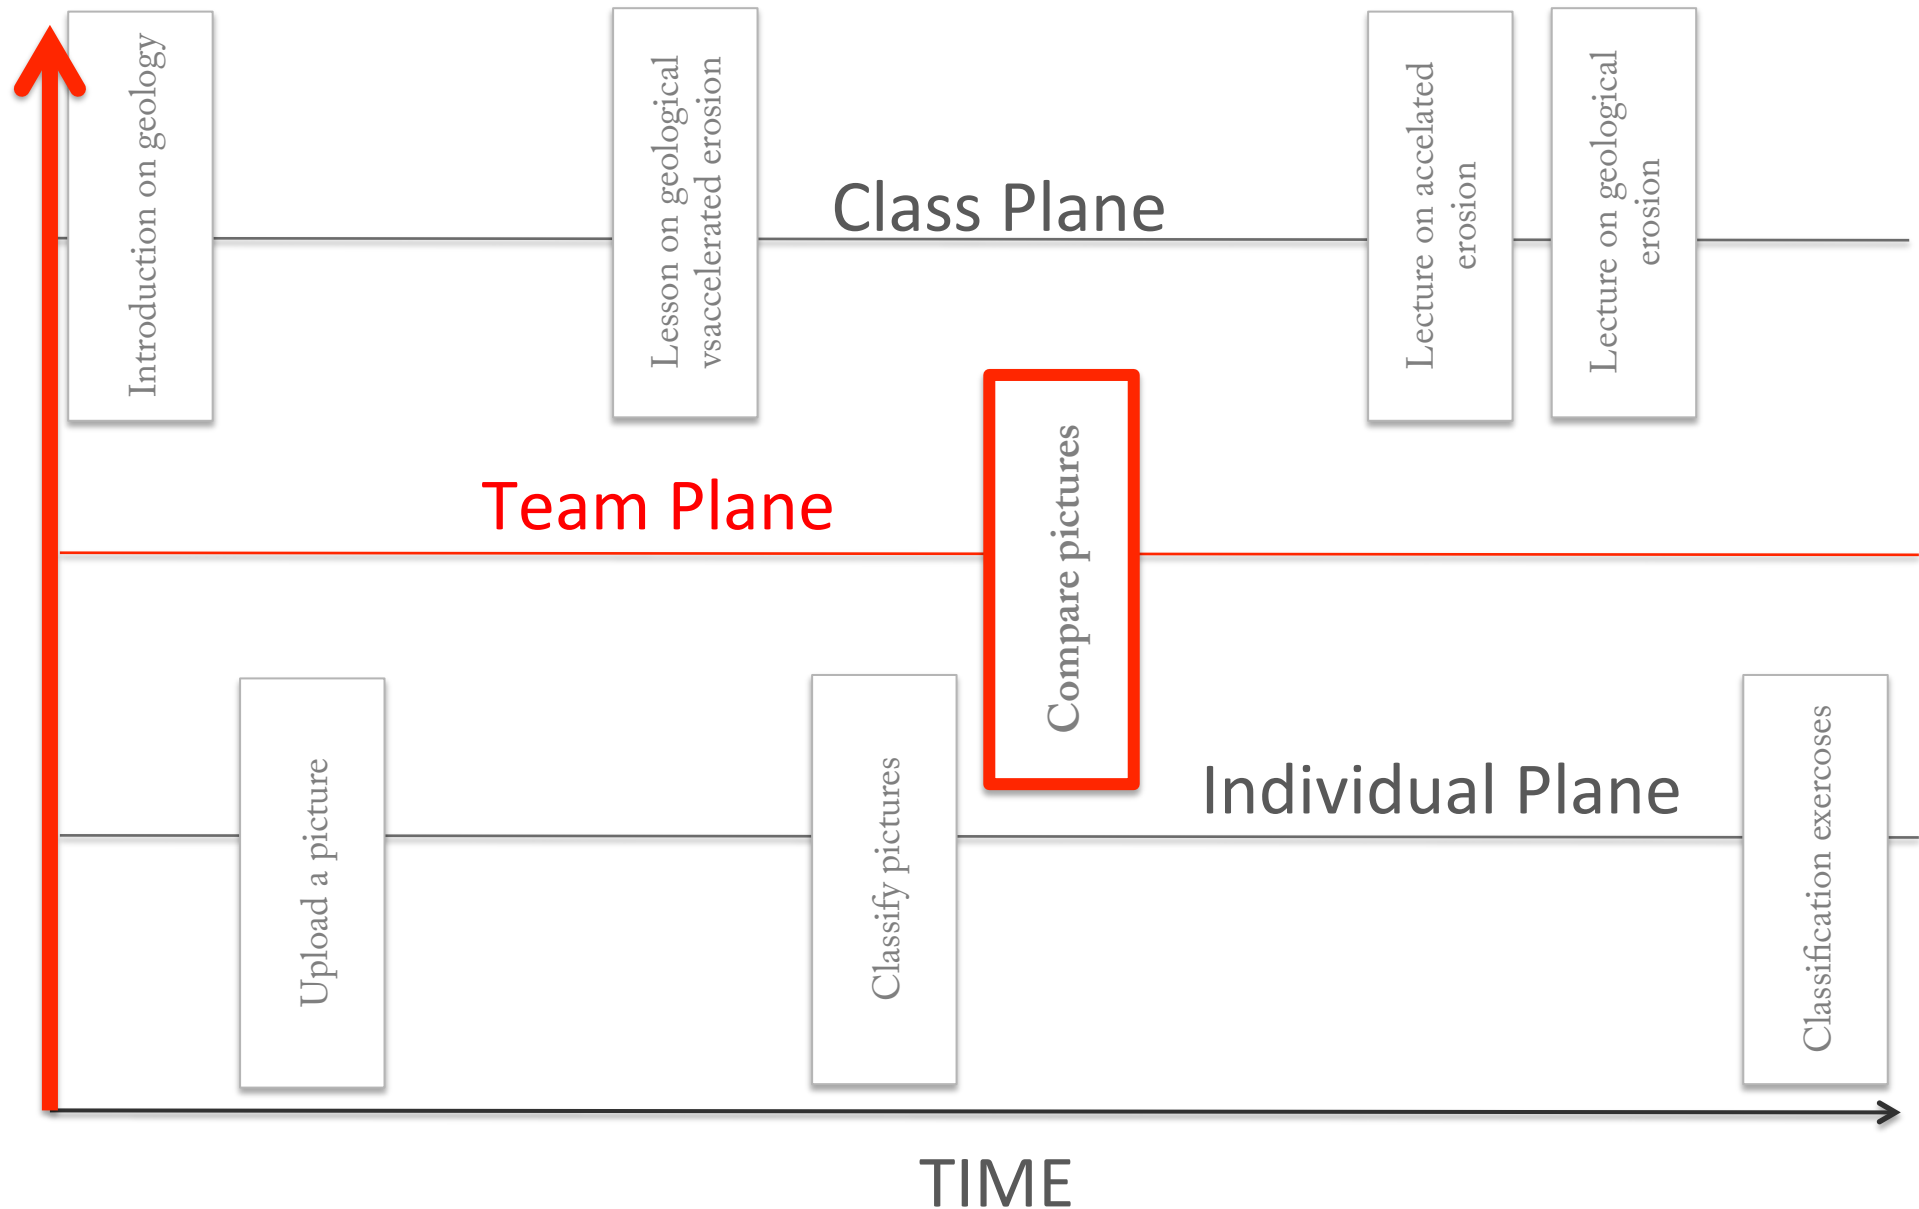 Introduction on geology
Lesson on geological
vsaccelerated erosion
Class Plane
Lecture on accelated
erosion
Lecture on geological
erosion
Team Plane
Compare pictures
Individual Plane
Upload a picture
Classify pictures
Classification exercoses
TIME